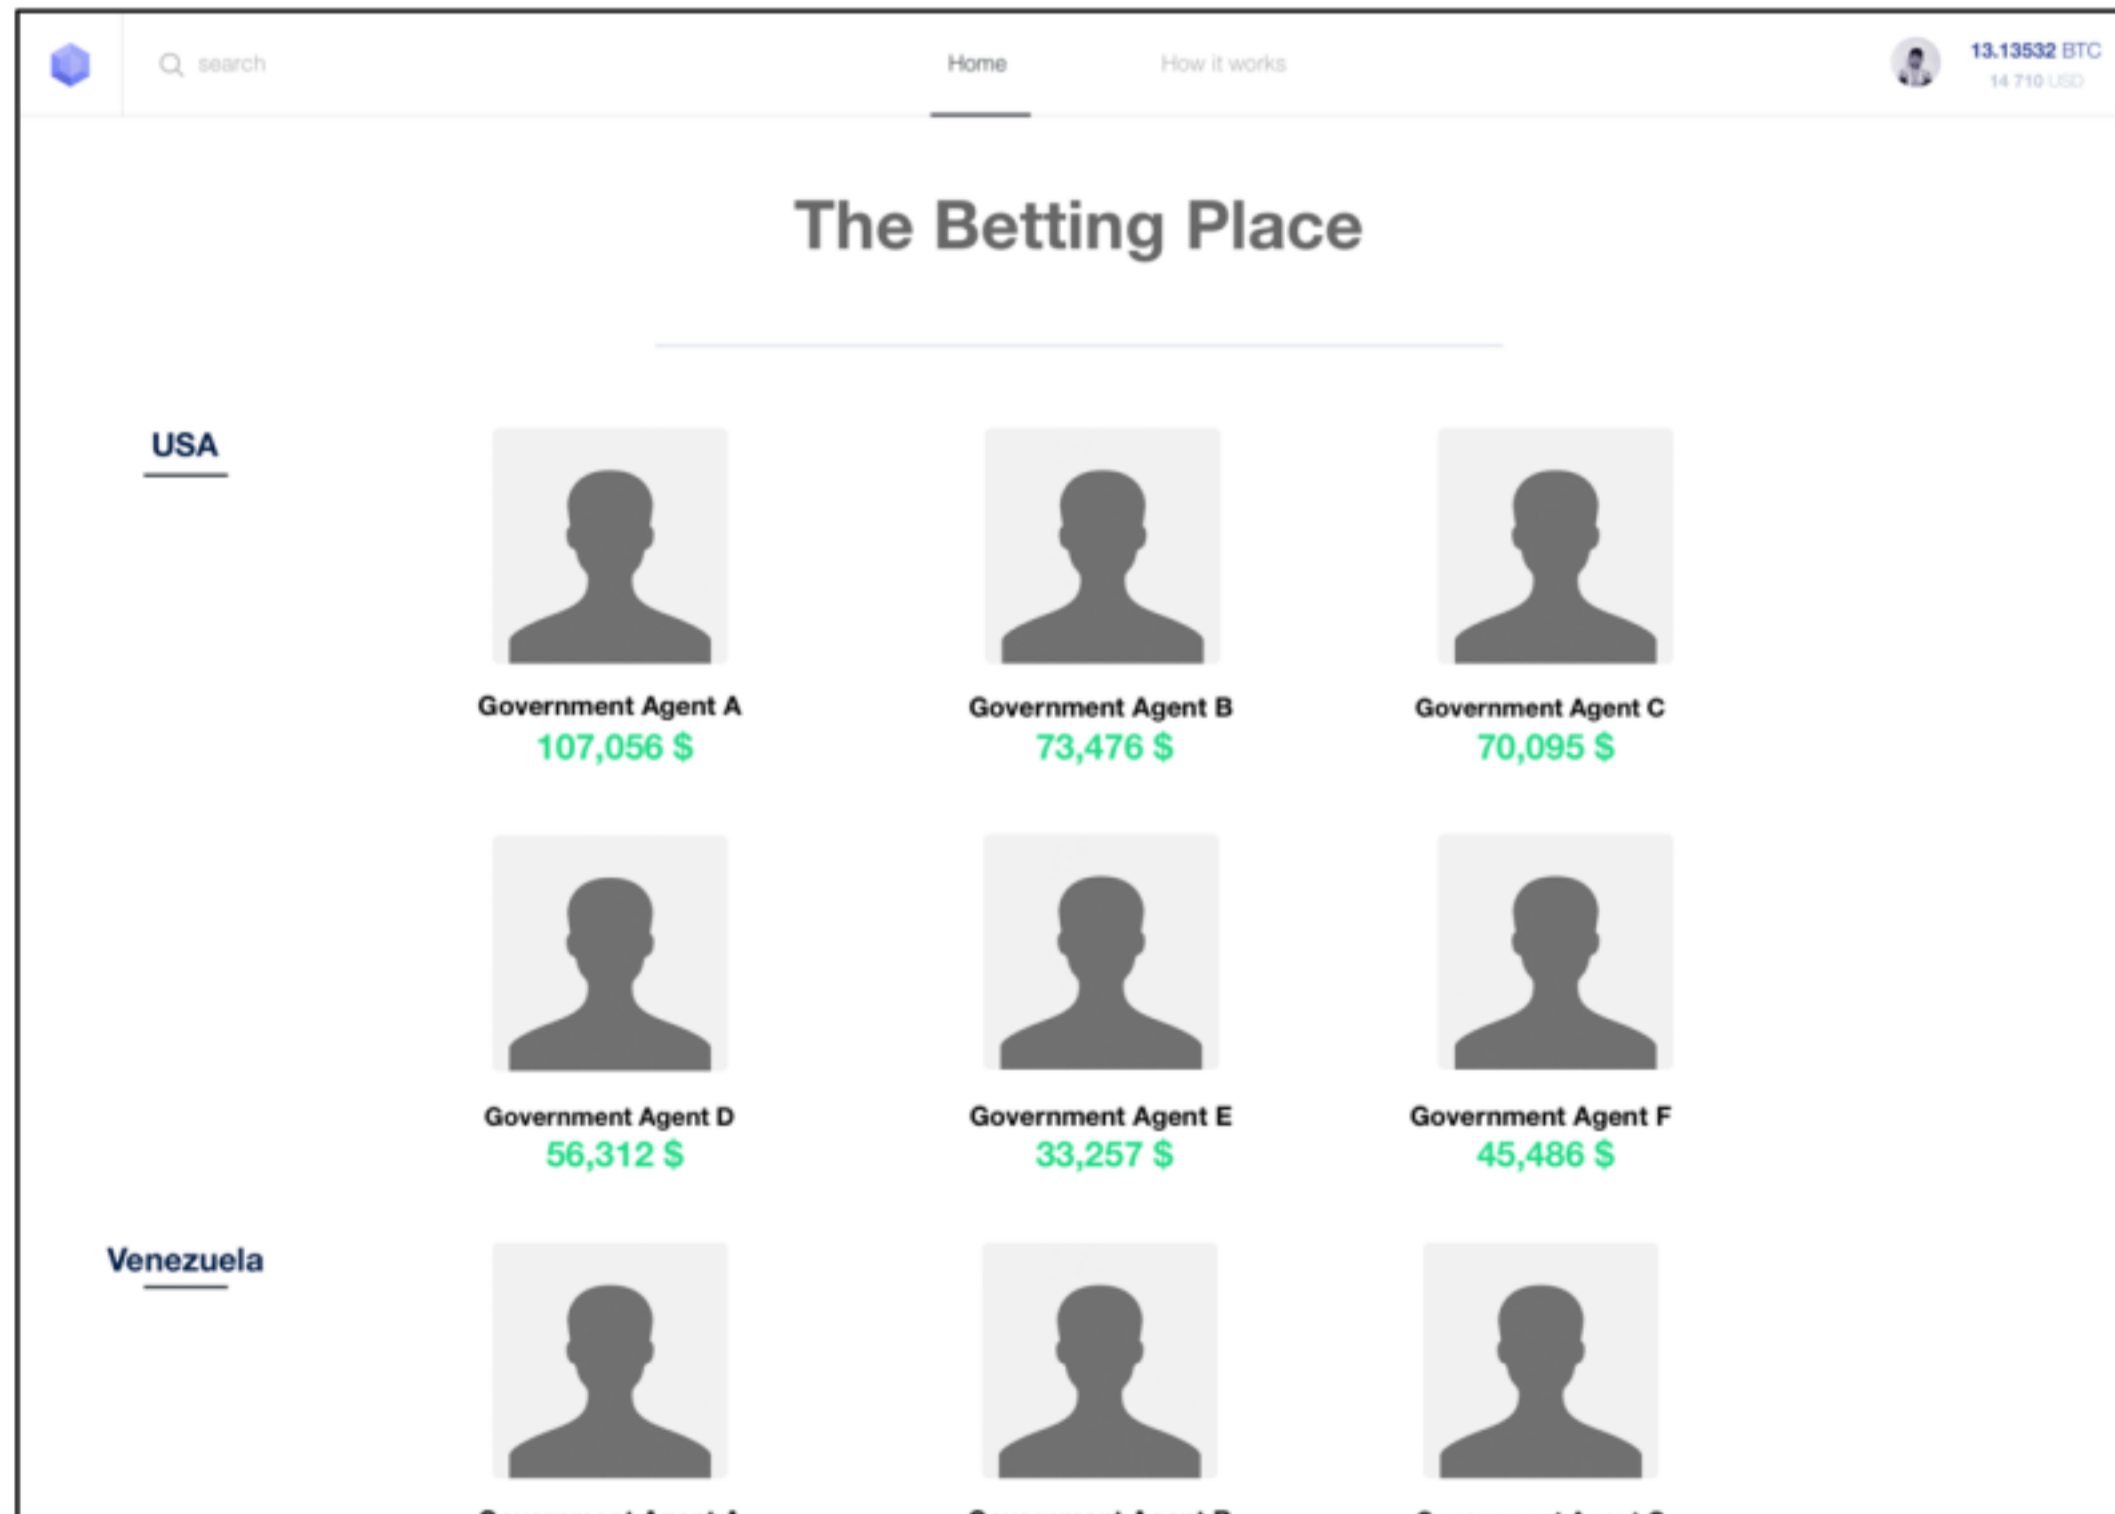 search
Home
How it works
13.13532 BTC
14 710 USD
The Betting Place
USA
Government Agent A
107,056 $
Government Agent B
73,476 $
Government Agent C
70,095 $
Government Agent D
56,312 $
Government Agent E
33,257 $
Government Agent F
45,486 $
Venezuela